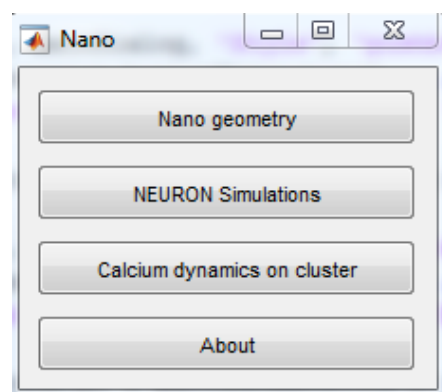 Nano
Nano geometry
NEURON Simulations
Calcium dynamics on cluster
About